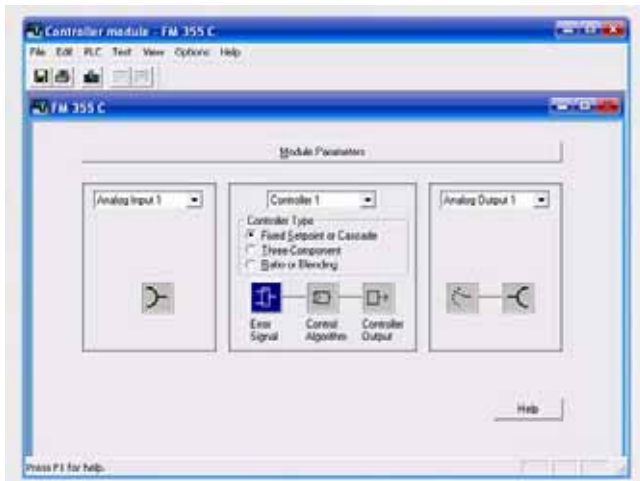 Controller module - FM 355 C
File Edit PLC Test View Options Help
FM 355 C
Module Parameters
Analog Input 1
Controller 1
Analog Output 1
Controller Type
Fixed Setpoint or Cascade
Three-Component
Ratio or Blending
Error Signal
Control Algorithm
Controller Output
Help
Press F1 for help.